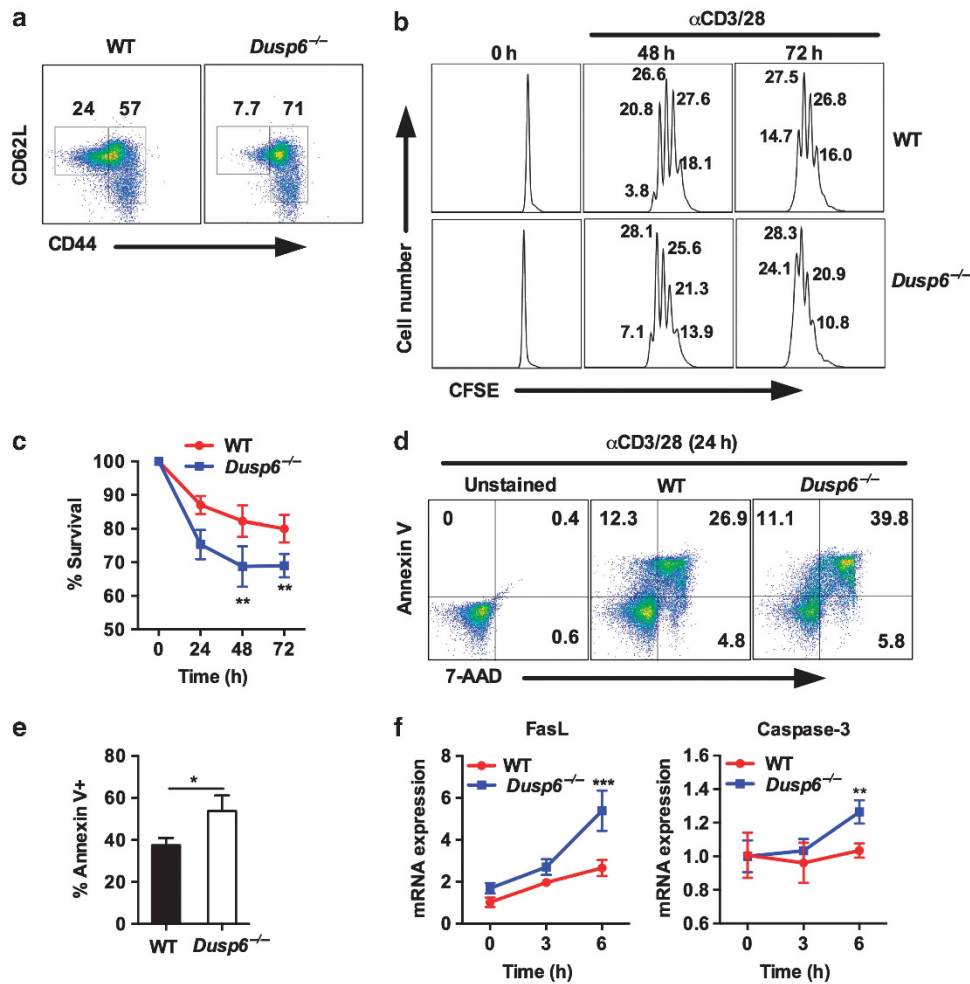 a
WT
Dusp6–/–
24
57
7.7
71
CD62L
CD44
b
αCD3/28
0 h
48 h
72 h
26.6
20.8
27.6
18.1
3.8
27.5
26.8
14.7
16.0
WT
28.1
25.6
21.3
7.1
13.9
28.3
24.1
20.9
10.8
Dusp6–/–
Cell number
CFSE
c
WT
Dusp6–/–
100
90
80
70
60
50
% Survival
**
**
0
24
48
72
Time (h)
d
αCD3/28 (24 h)
Unstained
WT
Dusp6–/–
0
0.4
0.6
12.3
26.9
4.8
11.1
39.8
5.8
Annexin V
7-AAD
e
80
60
40
20
0
% Annexin V+
*
WT
Dusp6–/–
f
FasL
WT
Dusp6–/–
***
8
6
4
2
0
mRNA expression
0
3
6
Time (h)
Caspase-3
WT
Dusp6–/–
**
1.6
1.4
1.2
1.0
0.8
0.6
mRNA expression
0
3
6
Time (h)